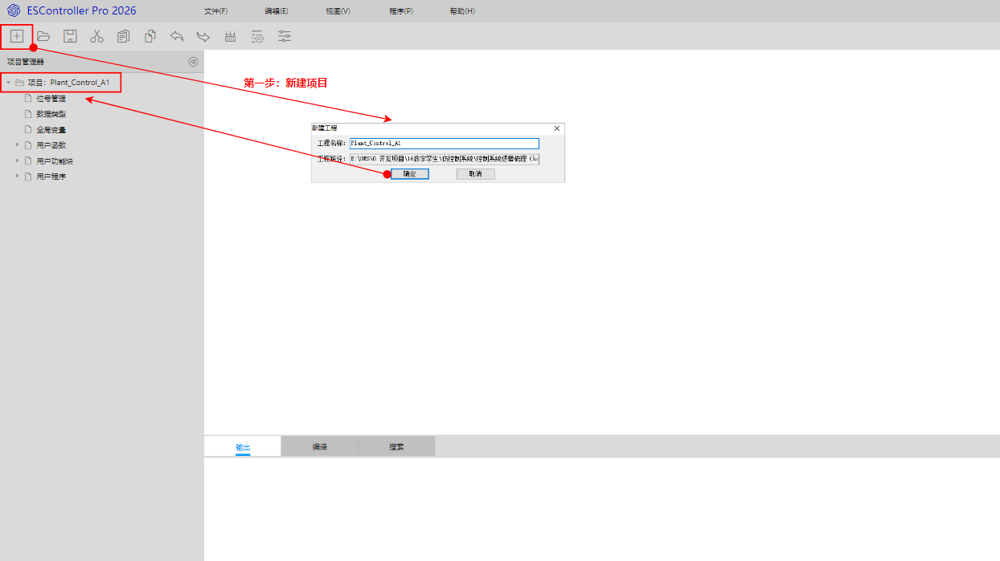 ESController Pro 2026
文件(F) 编辑(E) 视图(V) 程序(P) 帮助(H)
项目管理器
项目：Plant_Control_A1
位号管理
数据类型
全局变量
用户函数
用户功能块
用户程序
第一步：新建项目
新建工程
工程名称： Plant_Control_A1
工程路径： E:\OES\0.开发项目\16数字孪生\仿控制系统\控制系统逻辑梳理（
确定 取消
输出 编译 搜索